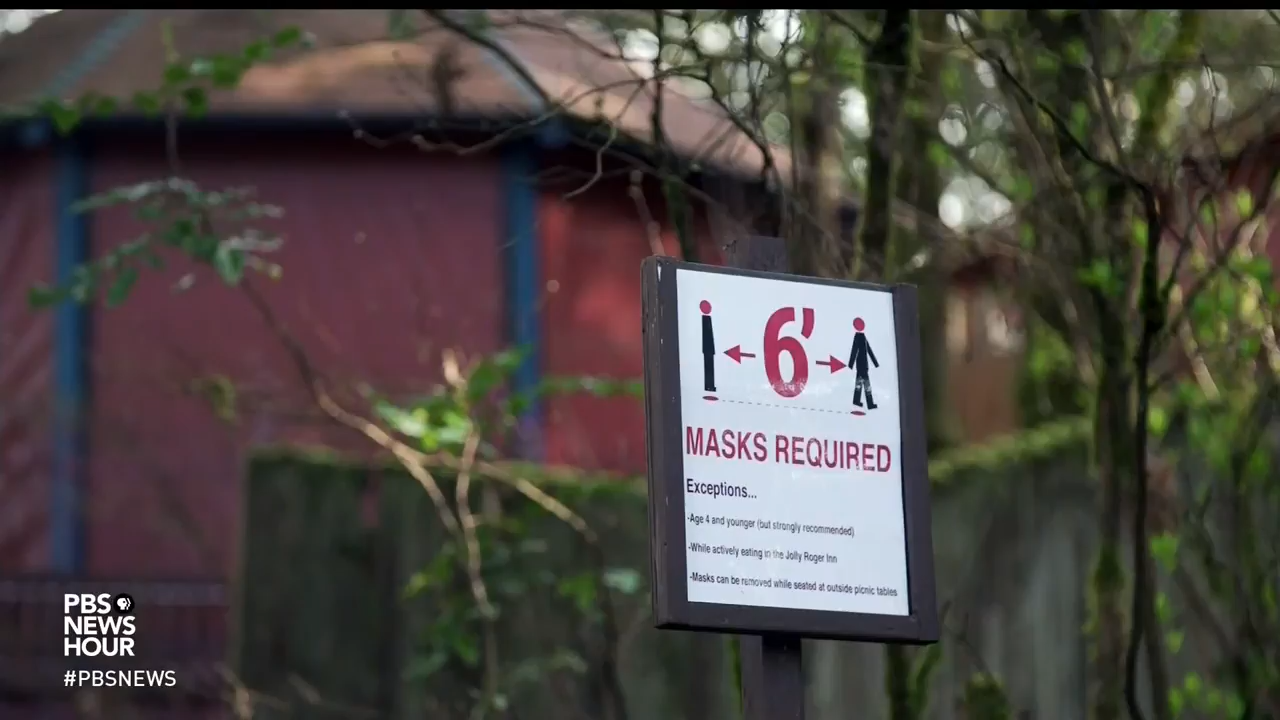 6'
MASKS REQUIRED
Exceptions...
-Age 4 and younger (but strongly recommended)
-While actively eating in the Jolly Roger Inn
-Masks can be removed while seated at outside picnic tables
PBS
NEWS
HOUR
#PBSNEWS